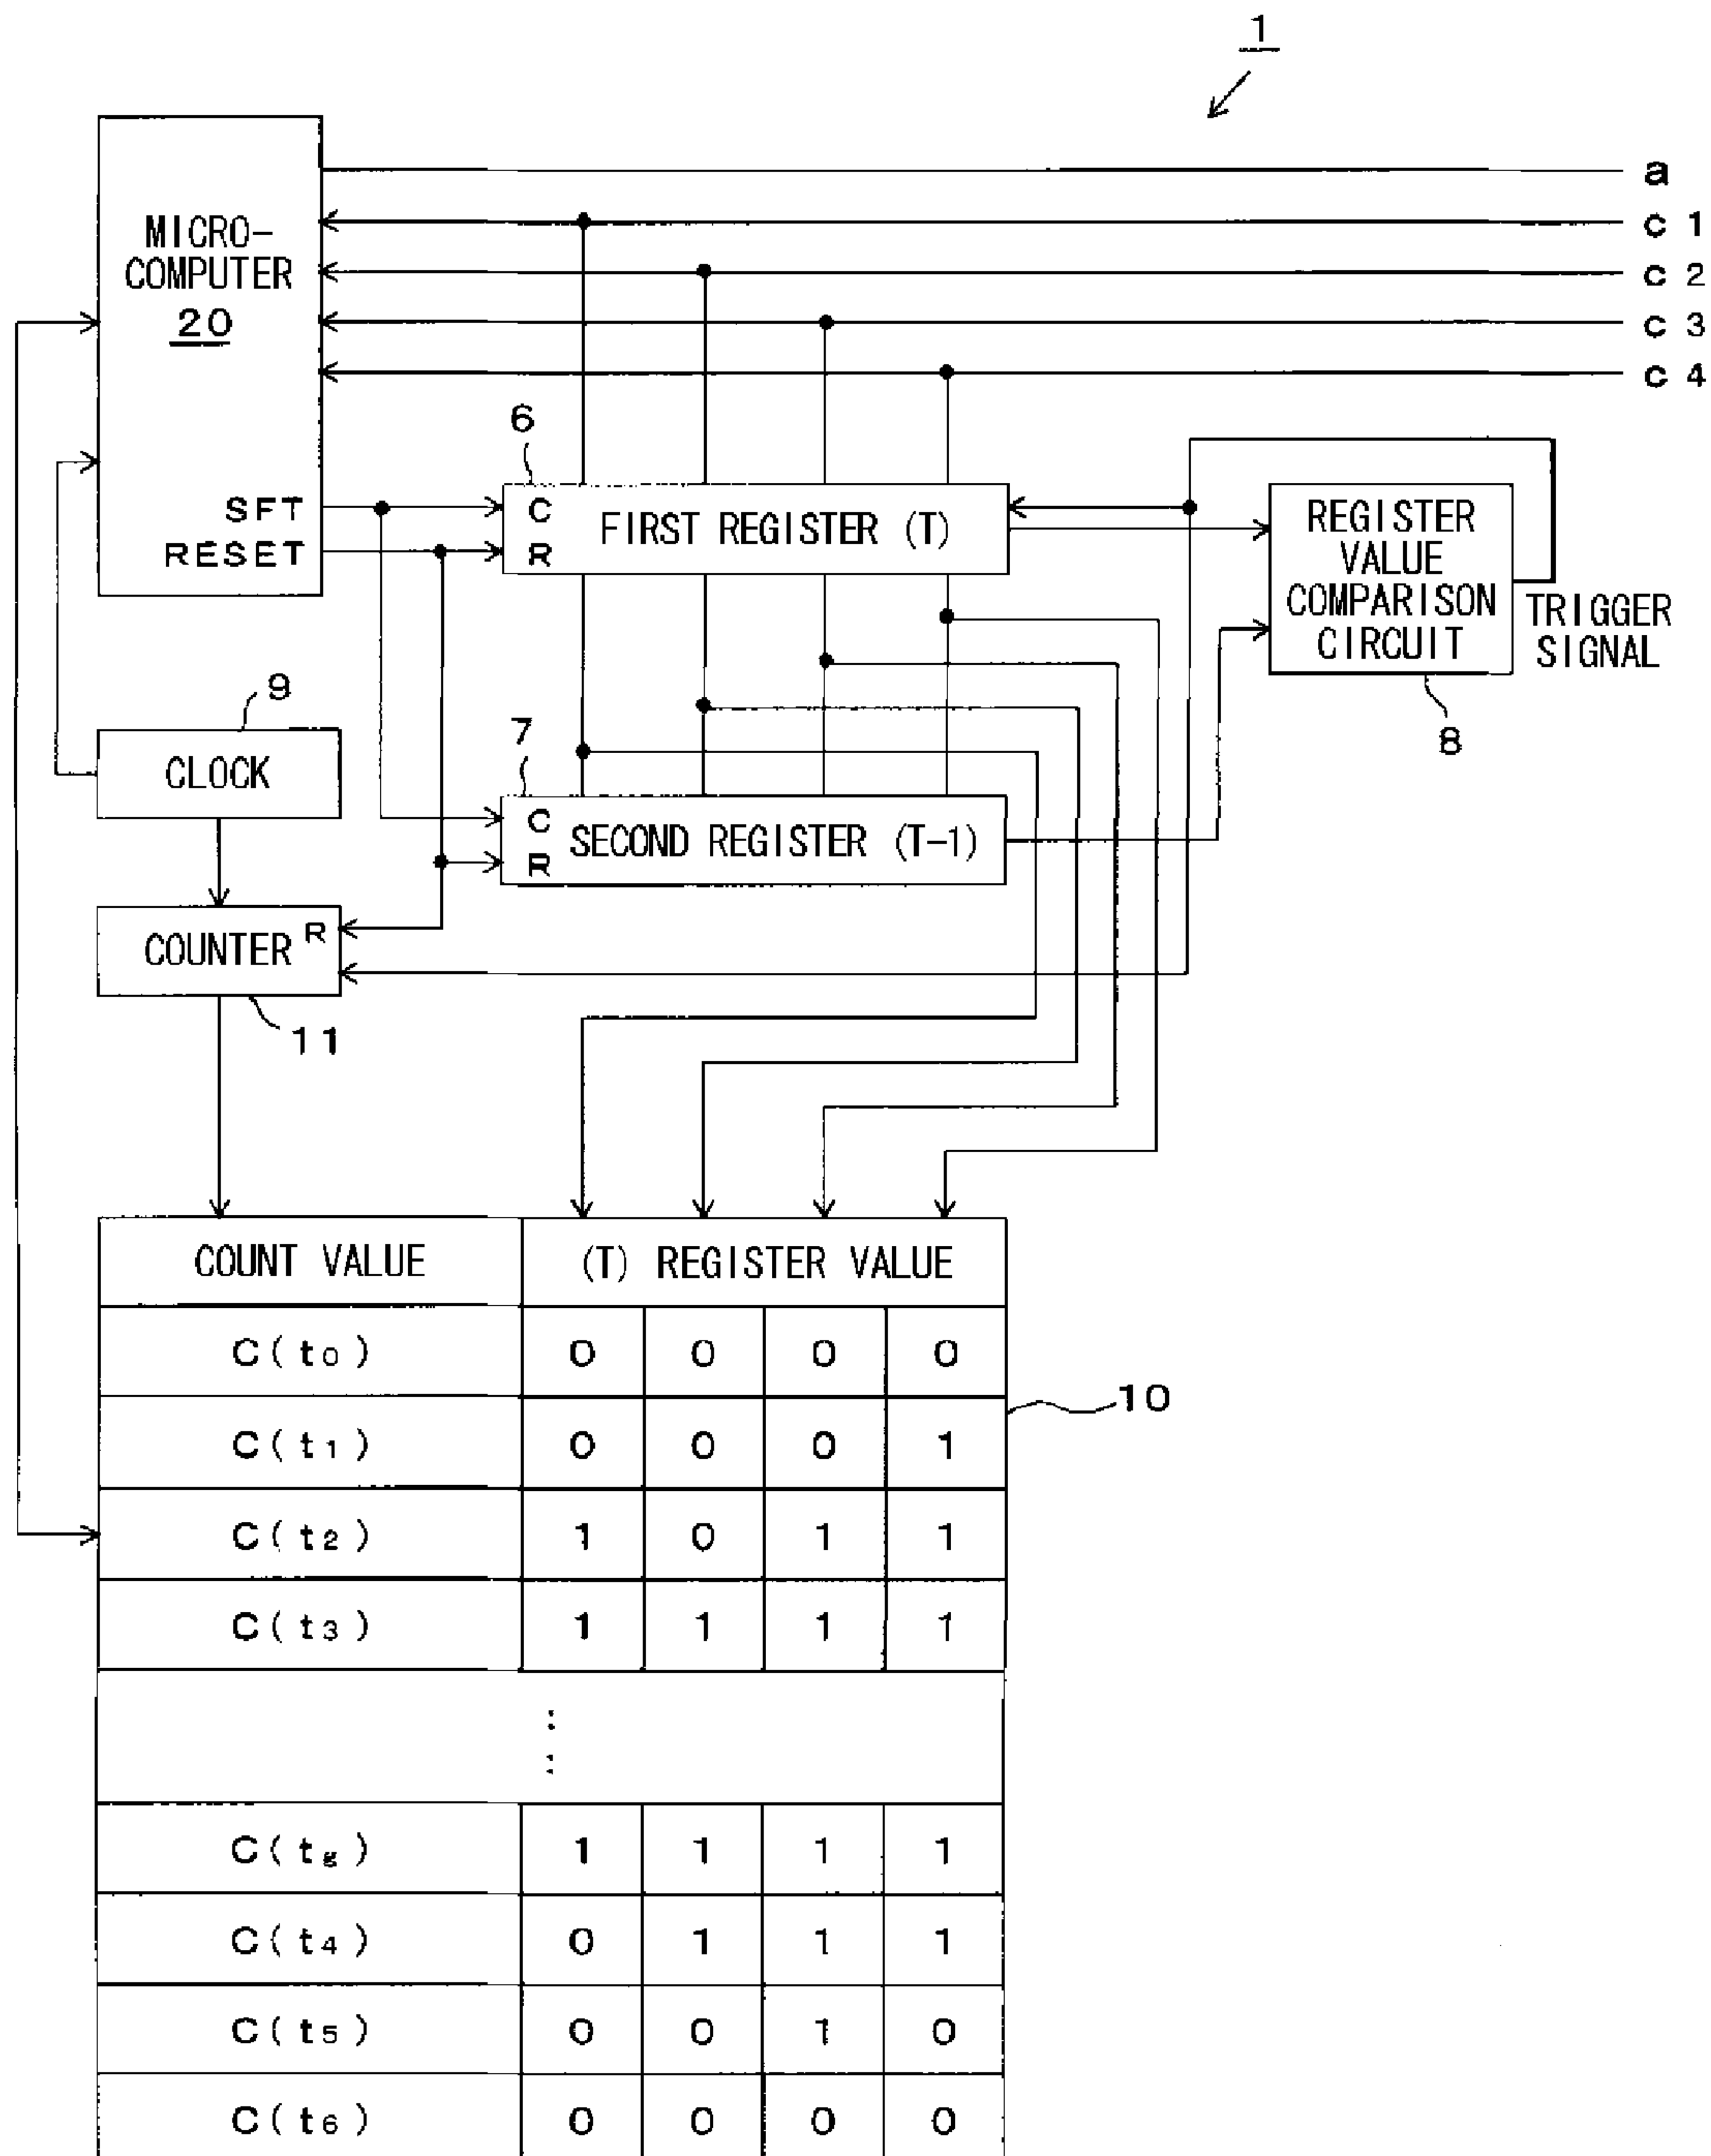 1
a
c 1
c 2
c 3
c 4
MICRO-
COMPUTER
20
SFT
RESET
6
C
R
FIRST REGISTER (T)
REGISTER
VALUE
COMPARISON
CIRCUIT
TRIGGER
SIGNAL
8
9
CLOCK
7
C
R
SECOND REGISTER (T-1)
COUNTER R
11
COUNT VALUE (T) REGISTER VALUE
C(t0) 0 0 0 0
10
C(t1) 0 0 0 1
C(t2) 1 0 1 1
C(t3) 1 1 1 1
:
:
C(tg) 1 1 1 1
C(t4) 0 1 1 1
C(t5) 0 0 1 0
C(t6) 0 0 0 0